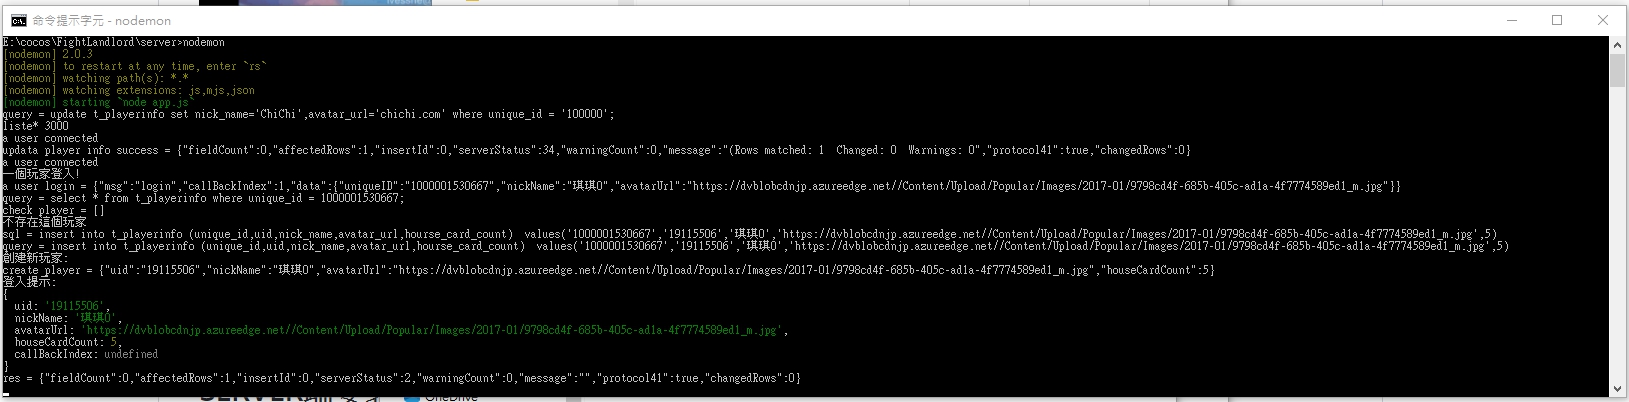 命令提示字元 - nodemon
E:\cocos\FightLandlord\server>nodemon
[nodemon] 2.0.3
[nodemon] to restart at any time, enter `rs`
[nodemon] watching path(s): *.*
[nodemon] watching extensions: js,mjs,json
[nodemon] starting `node app.js`
query = update t_playerinfo set nick_name='ChiChi',avatar_url='chichi.com' where unique_id = '100000';
liste* 3000
a user connected
updata player info success = {"fieldCount":0,"affectedRows":1,"insertId":0,"serverStatus":34,"warningCount":0,"message":"(Rows matched: 1  Changed: 0  Warnings: 0","protocol41":true,"changedRows":0}
a user connected
一個玩家登入!
a user login = {"msg":"login","callBackIndex":1,"data":{"uniqueID":"1000001530667","nickName":"琪琪0","avatarUrl":"https://dvblobcdnjp.azureedge.net//Content/Upload/Popular/Images/2017-01/9798cd4f-685b-405c-ad1a-4f7774589ed1_m.jpg"}}
query = select * from t_playerinfo where unique_id = 1000001530667;
check player = []
不存在這個玩家
sql = insert into t_playerinfo (unique_id,uid,nick_name,avatar_url,hourse_card_count)  values('1000001530667','19115506','琪琪0','https://dvblobcdnjp.azureedge.net//Content/Upload/Popular/Images/2017-01/9798cd4f-685b-405c-ad1a-4f7774589ed1_m.jpg',5)
query = insert into t_playerinfo (unique_id,uid,nick_name,avatar_url,hourse_card_count)  values('1000001530667','19115506','琪琪0','https://dvblobcdnjp.azureedge.net//Content/Upload/Popular/Images/2017-01/9798cd4f-685b-405c-ad1a-4f7774589ed1_m.jpg',5)
創建新玩家:
create player = {"uid":"19115506","nickName":"琪琪0","avatarUrl":"https://dvblobcdnjp.azureedge.net//Content/Upload/Popular/Images/2017-01/9798cd4f-685b-405c-ad1a-4f7774589ed1_m.jpg","houseCardCount":5}
登入提示:
{
  uid: '19115506',
  nickName: '琪琪0',
  avatarUrl: 'https://dvblobcdnjp.azureedge.net//Content/Upload/Popular/Images/2017-01/9798cd4f-685b-405c-ad1a-4f7774589ed1_m.jpg',
  houseCardCount: 5,
  callBackIndex: undefined
}
res = {"fieldCount":0,"affectedRows":1,"insertId":0,"serverStatus":2,"warningCount":0,"message":"","protocol41":true,"changedRows":0}
OneDrive